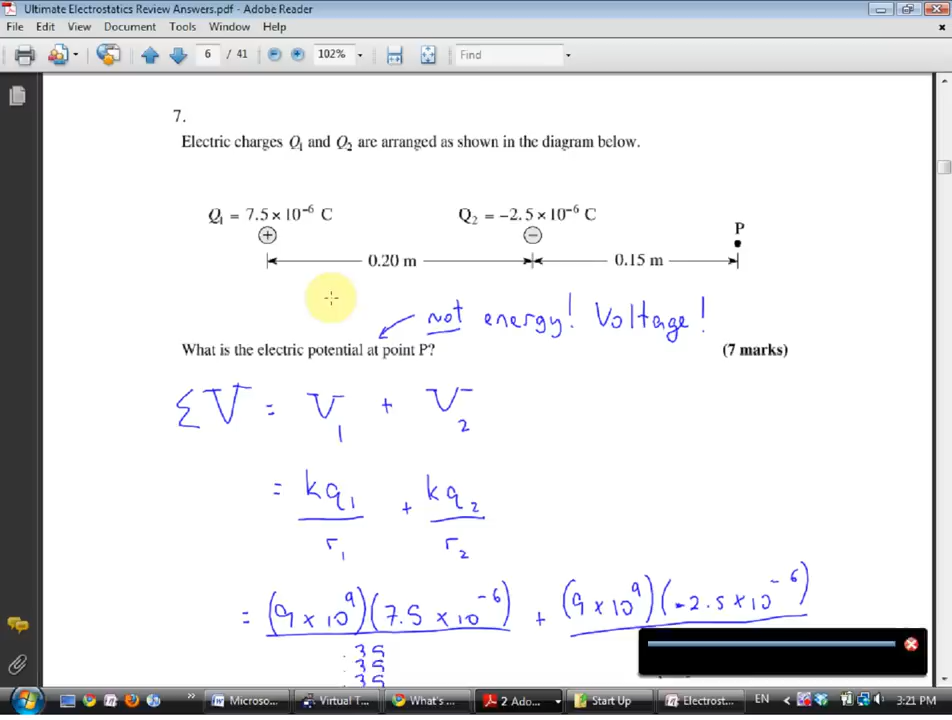 Ultimate Electrostatics Review Answers.pdf - Adobe Reader
File Edit View Document Tools Window Help
6 / 41 102% Find
7.
Electric charges Q₁ and Q₂ are arranged as shown in the diagram below.
Q₁ = 7.5 × 10⁻⁶ C Q₂ = −2.5 × 10⁻⁶ C
P
+ −
0.20 m 0.15 m
not energy! Voltage!
What is the electric potential at point P? (7 marks)
Σ V = V₁ + V₂
= kq₁ + kq₂
r₁ r₂
= (9 × 10⁹)(7.5 × 10⁻⁶) + (9 × 10⁹)(-2.5 × 10⁻⁶)
.35
.35
.35
Microso... Virtual T... What's ... 2 Ado... Start Up Electrost... EN 3:21 PM